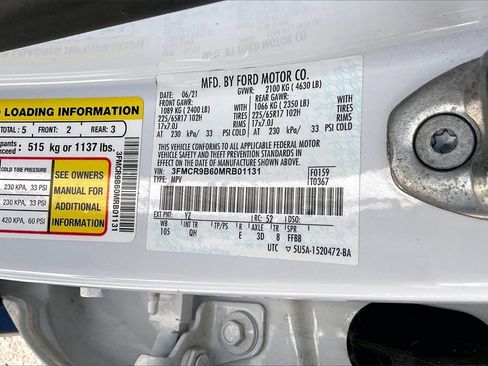 LOADING INFORMATION
TOTAL: 5 FRONT: 2 REAR: 3
515 kg or 1137 lbs.
COLD TIRE PRESSURE
230 KPA, 33 PSI
230 KPA, 33 PSI
420 KPA, 60 PSI
SEE OWNERS
MANUAL FOR
ADDITIONAL
INFORMATION
3FMCR9B60MRB01131
MFD. BY FORD MOTOR CO.
DATE: 06/21 GVWR: 2100 KG ( 4630 LB)
FRONT GAWR: REAR GAWR:
1089 KG ( 2400 LB) 1066 KG ( 2350 LB)
225/65R17 102H TIRES 225/65R17 102H
17x7.0J RIMS 17x7.0J
AT 230 kPa/ 33 PSI COLD AT 230 kPa/ 33 PSI COLD
THIS VEHICLE CONFORMS TO ALL APPLICABLE FEDERAL MOTOR
VEHICLE SAFETY AND THEFT PREVENTION STANDARDS IN EFFECT ON
THE DATE OF MANUFACTURE SHOWN ABOVE.
VIN: 3FMCR9B60MRB01131 F0159
TYPE: MPV T0367
EXT PNT: YZ RC: 52 DSO:
WB INT TR TP/PS R AXLE TR SPR
105 QH E 3D 8 FFB8
UTC 5U5A-1520472-BA